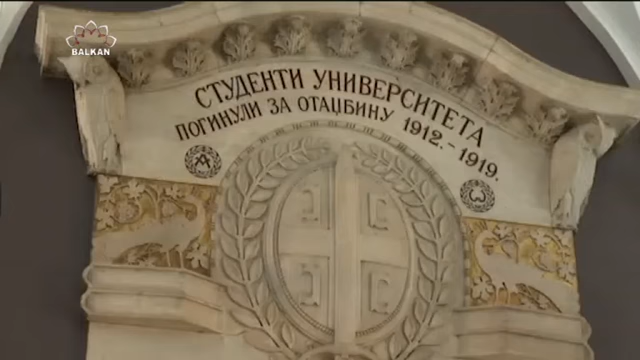 BALKAN
СТУДЕНТИ УНИВЕРСИТЕТА
ПОГИНУЛИ ЗА ОТАЏБИНУ 1912.-1919.
Α
ω